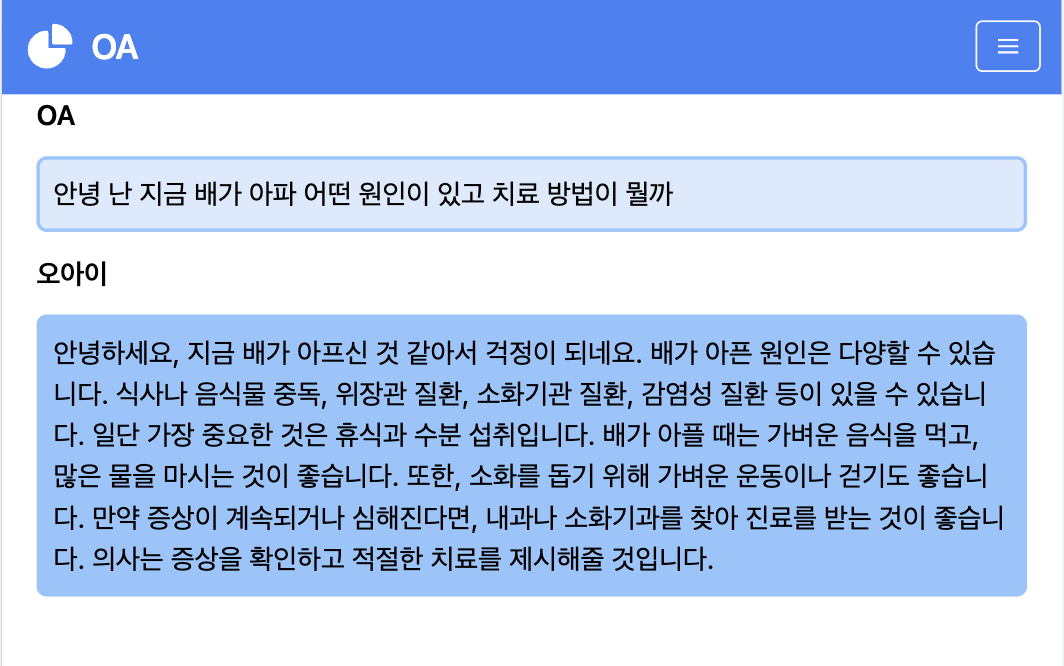 OA
OA
안녕 난 지금 배가 아파 어떤 원인이 있고 치료 방법이 뭘까
오아이
안녕하세요, 지금 배가 아프신 것 같아서 걱정이 되네요. 배가 아픈 원인은 다양할 수 있습
니다. 식사나 음식물 중독, 위장관 질환, 소화기관 질환, 감염성 질환 등이 있을 수 있습니
다. 일단 가장 중요한 것은 휴식과 수분 섭취입니다. 배가 아플 때는 가벼운 음식을 먹고,
많은 물을 마시는 것이 좋습니다. 또한, 소화를 돕기 위해 가벼운 운동이나 걷기도 좋습니
다. 만약 증상이 계속되거나 심해진다면, 내과나 소화기과를 찾아 진료를 받는 것이 좋습니
다. 의사는 증상을 확인하고 적절한 치료를 제시해줄 것입니다.